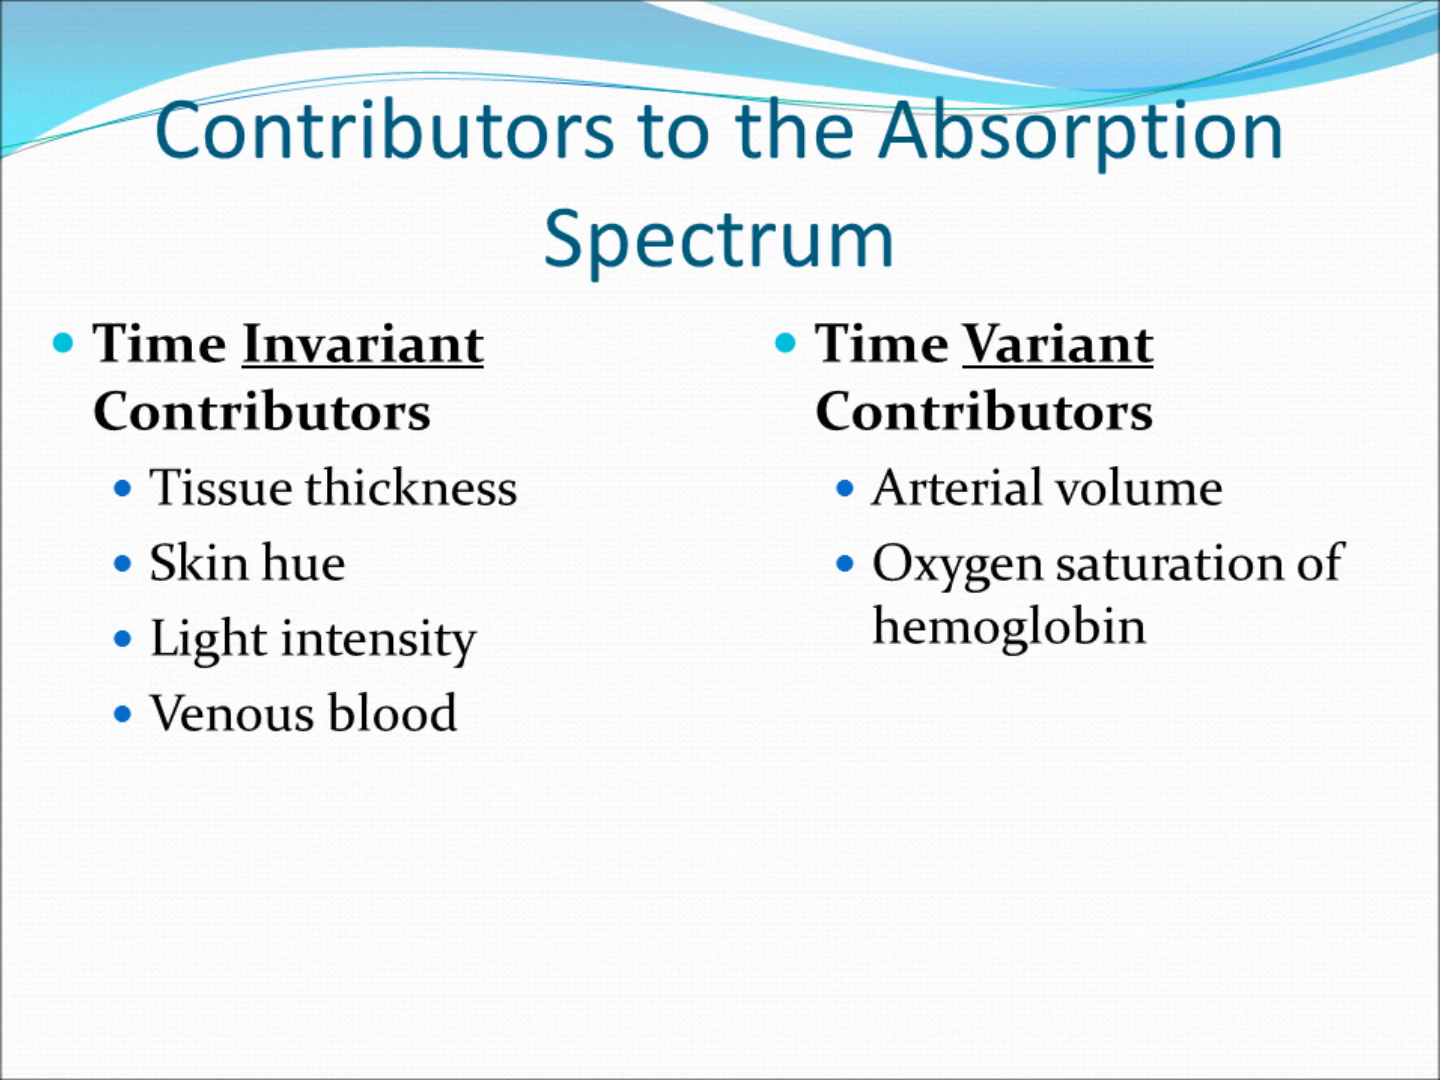 Contributors to the Absorption
Spectrum
Time Invariant
Contributors
Tissue thickness
Skin hue
Light intensity
Venous blood
Time Variant
Contributors
Arterial volume
Oxygen saturation of
hemoglobin